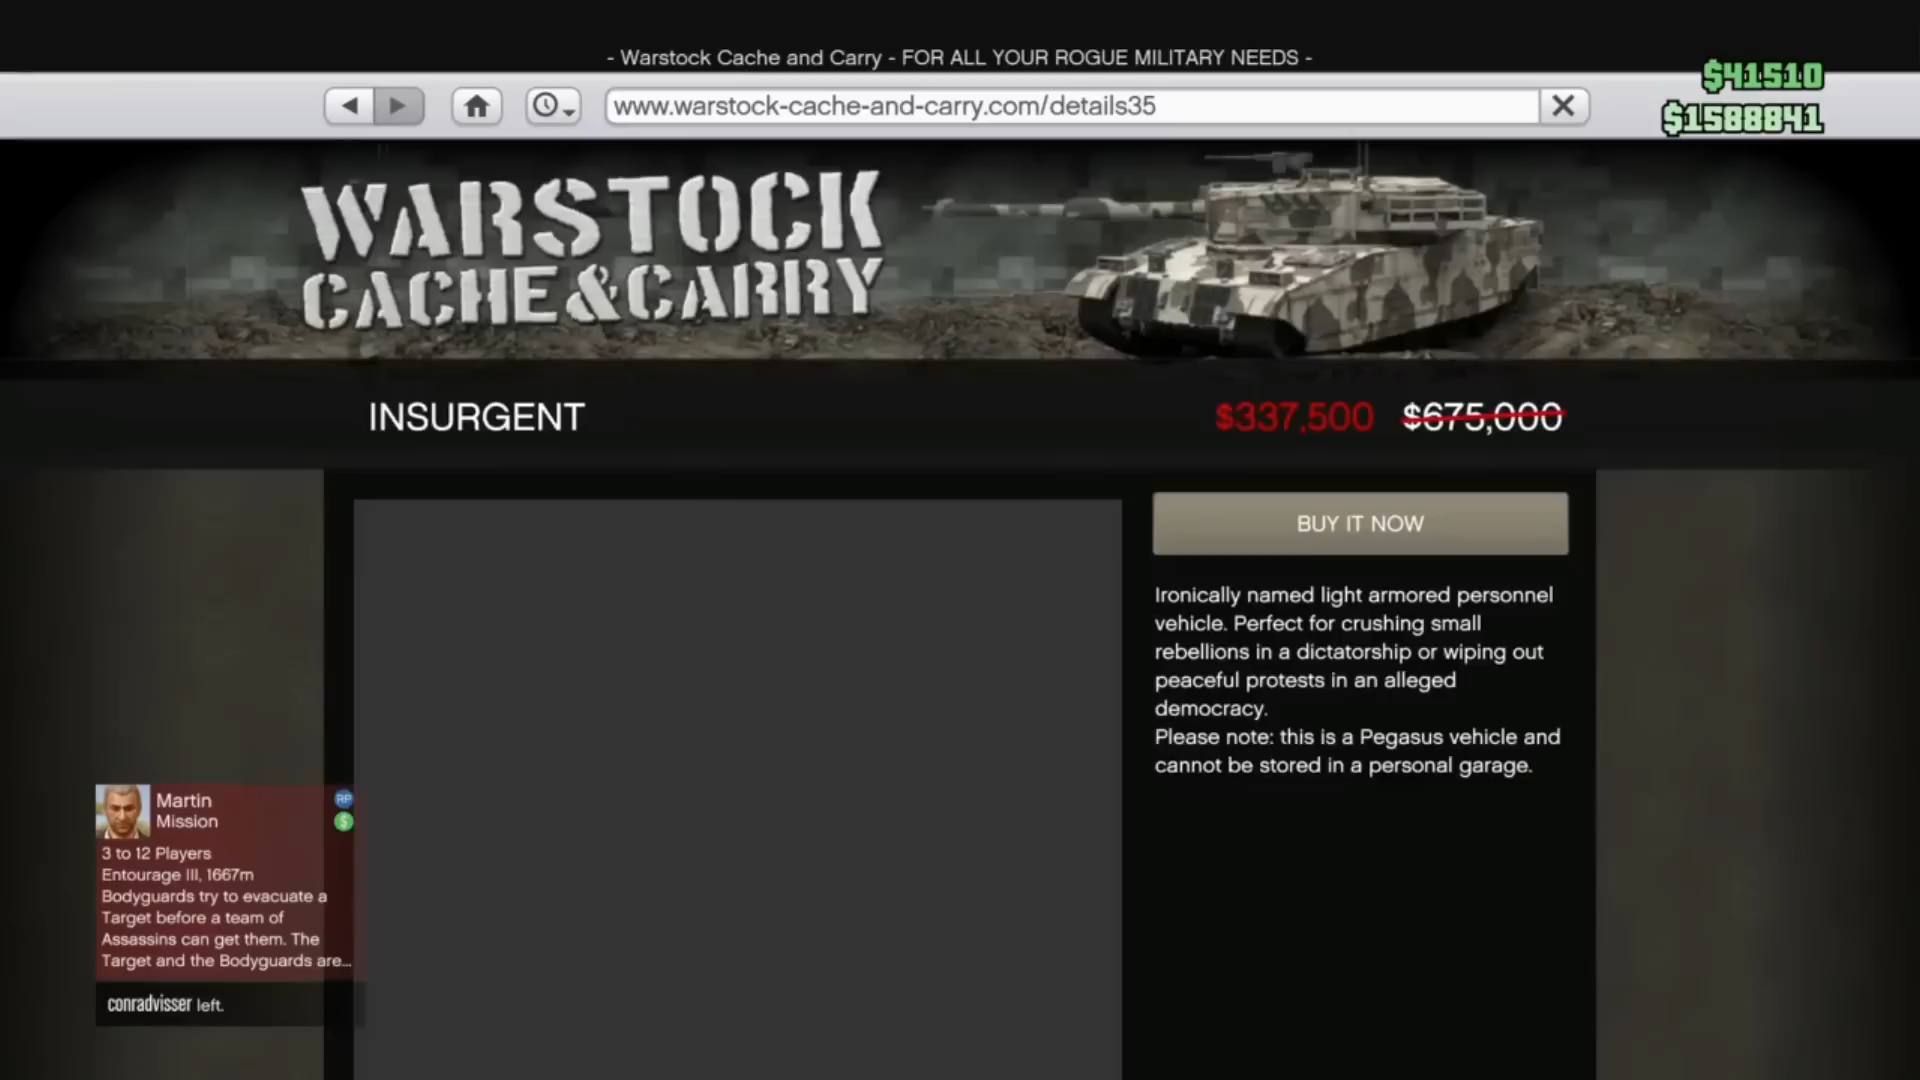 - Warstock Cache and Carry - FOR ALL YOUR ROGUE MILITARY NEEDS -
$41510
www.warstock-cache-and-carry.com/details35
$1588841
WARSTOCK
CACHE&CARRY
INSURGENT
$337,500 $675,000
BUY IT NOW
Ironically named light armored personnel
vehicle. Perfect for crushing small
rebellions in a dictatorship or wiping out
peaceful protests in an alleged
democracy.
Please note: this is a Pegasus vehicle and
cannot be stored in a personal garage.
Martin RP
Mission $
3 to 12 Players
Entourage III, 1667m
Bodyguards try to evacuate a
Target before a team of
Assassins can get them. The
Target and the Bodyguards are...
conradvisser left.